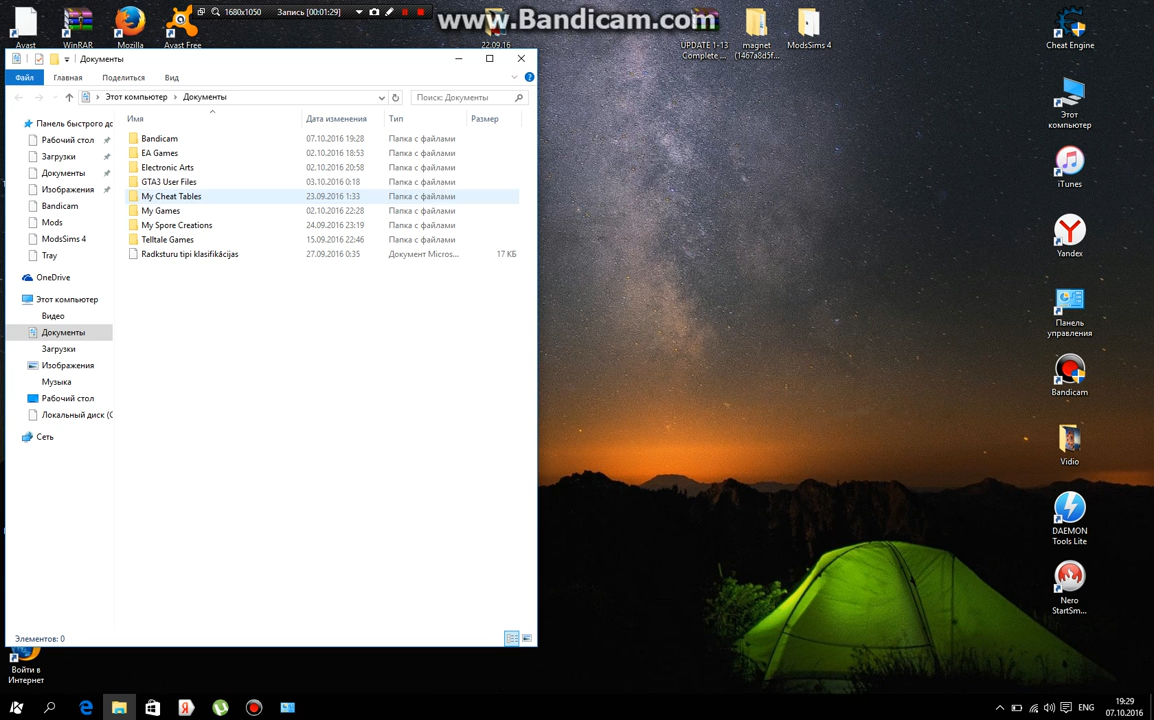 1680x1050
Запись [00:01:29]
www.Bandicam.com
Avast
WinRAR
Mozilla
Avast Free
22.09.16
UPDATE 1-13
Complete ...
magnet
(1467a8d5f...
ModsSims 4
Cheat Engine
Документы
Файл
Главная
Поделиться
Вид
Этот компьютер
Документы
Поиск: Документы
Имя
Дата изменения
Тип
Размер
Панель быстрого до
Рабочий стол
Загрузки
Документы
Изображения
Bandicam
Mods
ModsSims 4
Tray
OneDrive
Этот компьютер
Видео
Документы
Загрузки
Изображения
Музыка
Рабочий стол
Локальный диск (C
Сеть
Bandicam 07.10.2016 19:28 Папка с файлами
EA Games 02.10.2016 18:53 Папка с файлами
Electronic Arts 02.10.2016 20:58 Папка с файлами
GTA3 User Files 03.10.2016 0:18 Папка с файлами
My Cheat Tables 23.09.2016 1:33 Папка с файлами
My Games 02.10.2016 22:28 Папка с файлами
My Spore Creations 24.09.2016 23:19 Папка с файлами
Telltale Games 15.09.2016 22:46 Папка с файлами
Radksturu tipi klasifikācijas 27.09.2016 0:35 Документ Micros... 17 КБ
Элементов: 0
Этот
компьютер
iTunes
Yandex
Панель
управления
Bandicam
Vidio
DAEMON
Tools Lite
Nero
StartSm...
Войти в
Интернет
ENG
19:29
07.10.2016